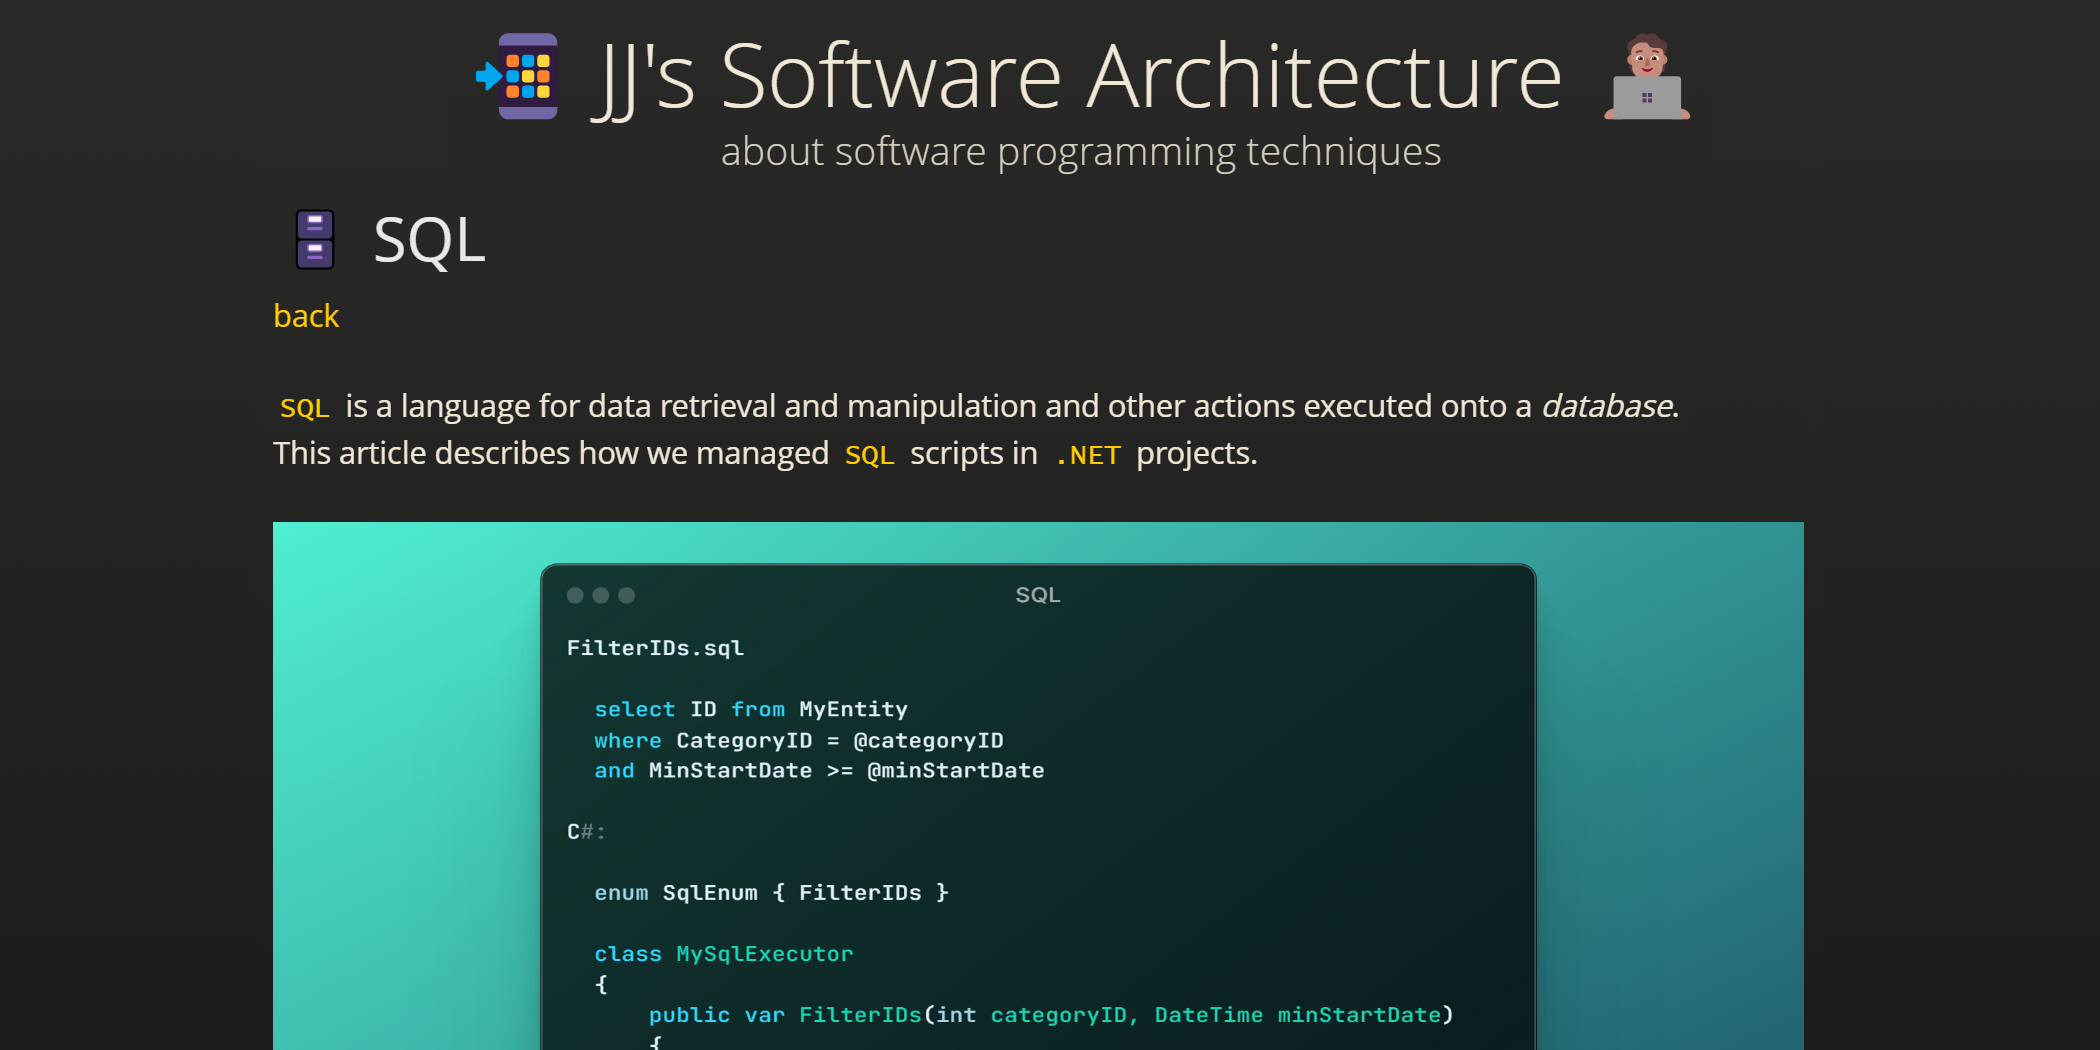 JJ's Software Architecture
about software programming techniques
SQL
back
SQL is a language for data retrieval and manipulation and other actions executed onto a database.
This article describes how we managed SQL scripts in .NET projects.
SQL
FilterIDs.sql
select ID from MyEntity
where CategoryID = @categoryID
and MinStartDate >= @minStartDate
C#:
enum SqlEnum { FilterIDs }
class MySqlExecutor
{
public var FilterIDs(int categoryID, DateTime minStartDate)
{